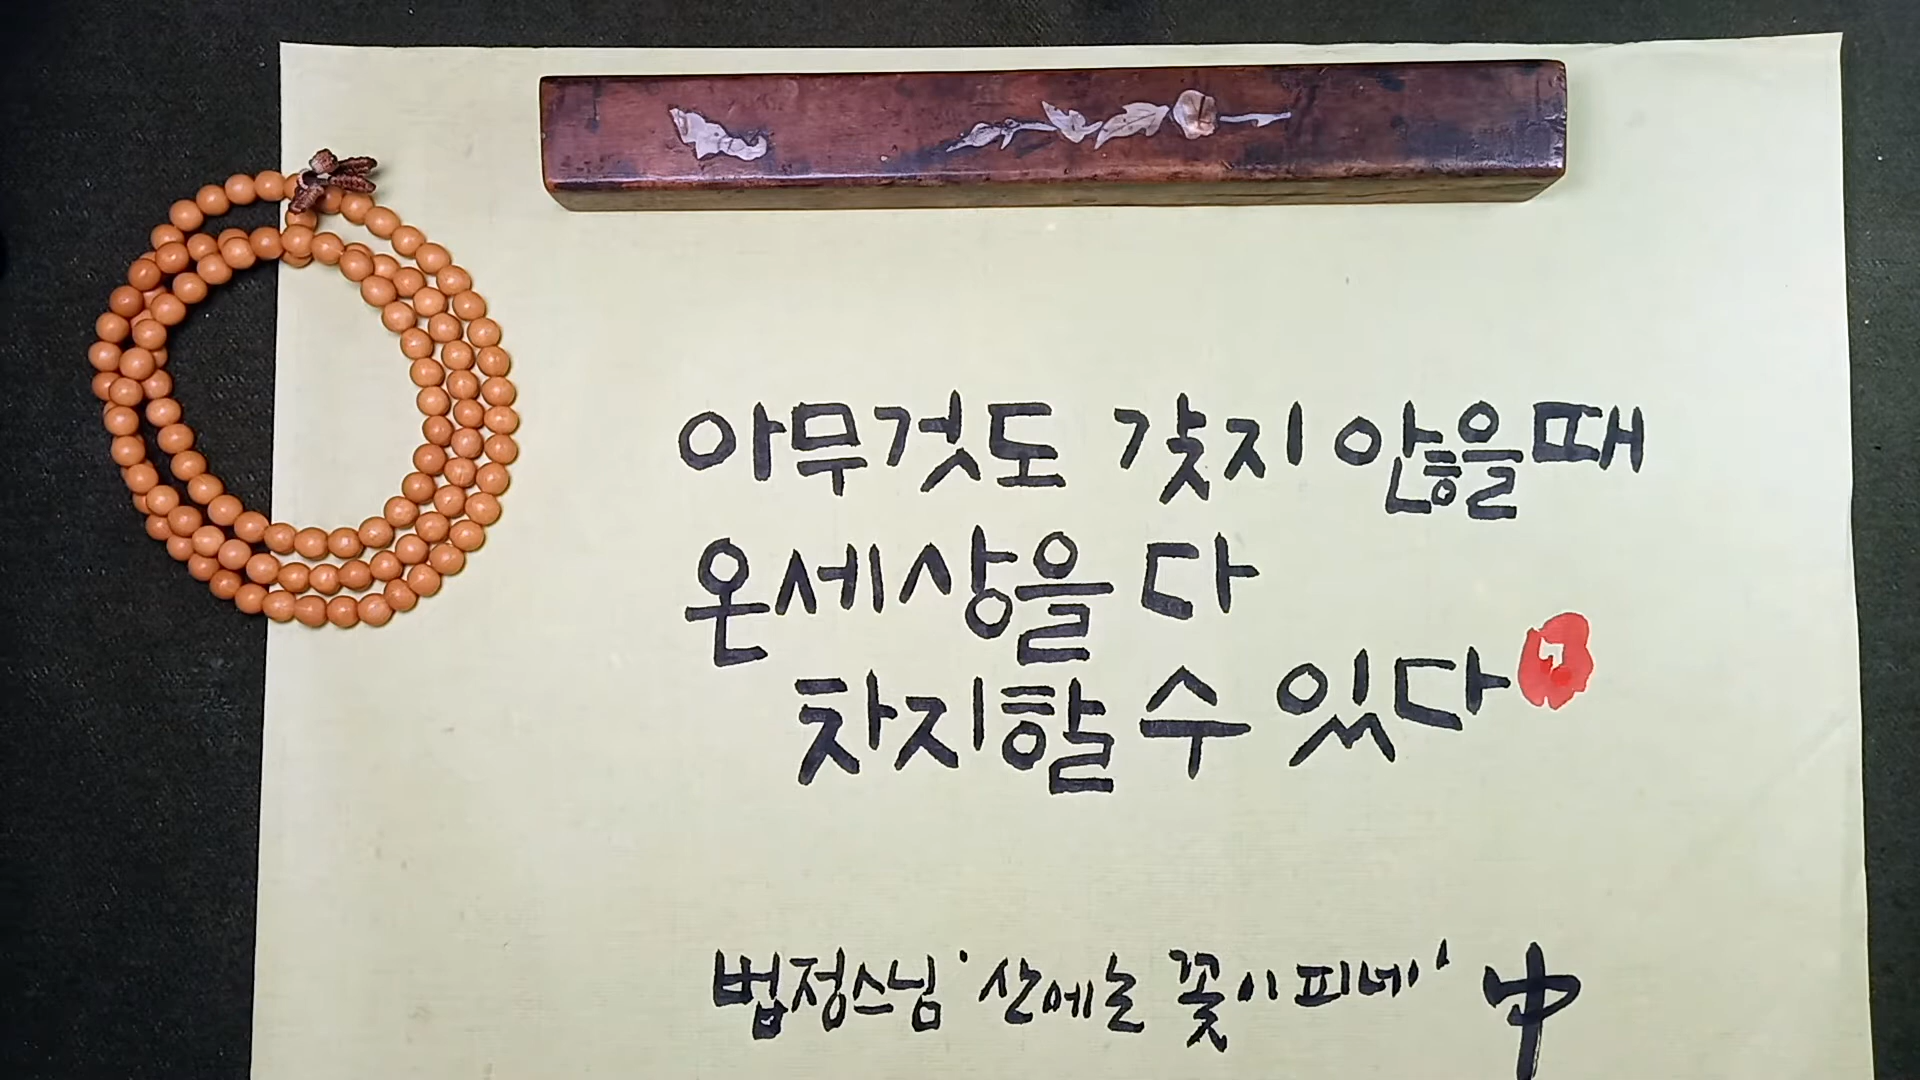 아무것도 갖지 않을때
온세상을 다
차지할 수 있다
법정스님 '산에는 꽃이 피네' 中